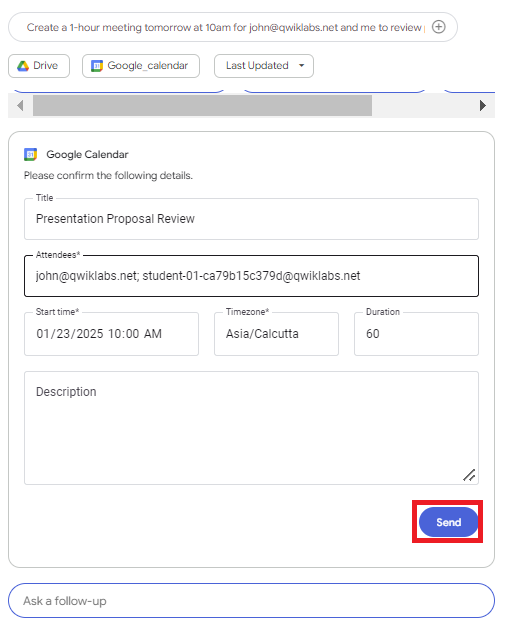 Create a 1-hour meeting tomorrow at 10am for john@qwiklabs.net and me to review
Drive
Google_calendar
Last Updated
Google Calendar
Please confirm the following details.
Title
Presentation Proposal Review
Attendees*
john@qwiklabs.net; student-01-ca79b15c379d@qwiklabs.net
Start time* Timezone* Duration
01/23/2025 10:00 AM Asia/Calcutta 60
Description
Send
Ask a follow-up